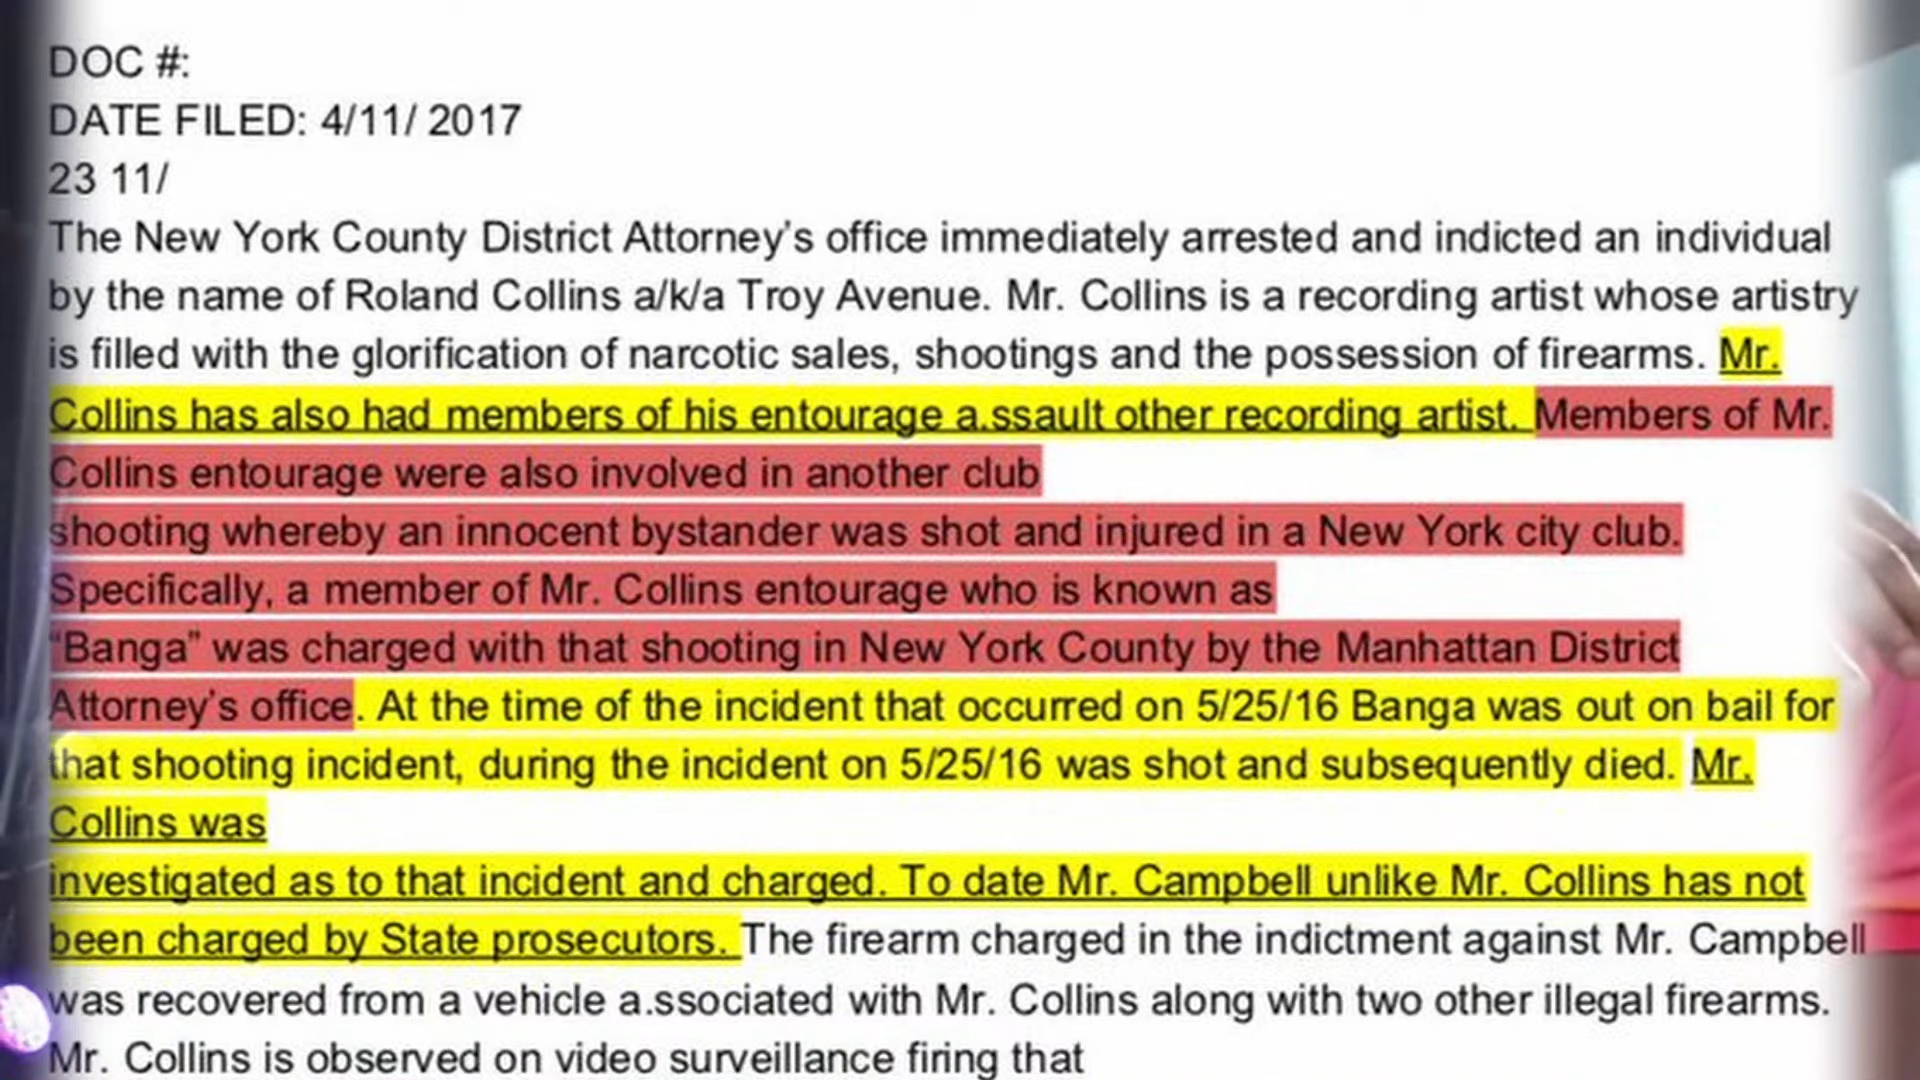 DOC #:
DATE FILED: 4/11/ 2017
23 11/
The New York County District Attorney's office immediately arrested and indicted an individual
by the name of Roland Collins a/k/a Troy Avenue. Mr. Collins is a recording artist whose artistry
is filled with the glorification of narcotic sales, shootings and the possession of firearms. Mr.
Collins has also had members of his entourage a.ssault other recording artist. Members of Mr.
Collins entourage were also involved in another club
shooting whereby an innocent bystander was shot and injured in a New York city club.
Specifically, a member of Mr. Collins entourage who is known as
“Banga” was charged with that shooting in New York County by the Manhattan District
Attorney's office. At the time of the incident that occurred on 5/25/16 Banga was out on bail for
that shooting incident, during the incident on 5/25/16 was shot and subsequently died. Mr.
Collins was
investigated as to that incident and charged. To date Mr. Campbell unlike Mr. Collins has not
been charged by State prosecutors. The firearm charged in the indictment against Mr. Campbell
was recovered from a vehicle a.ssociated with Mr. Collins along with two other illegal firearms.
Mr. Collins is observed on video surveillance firing that